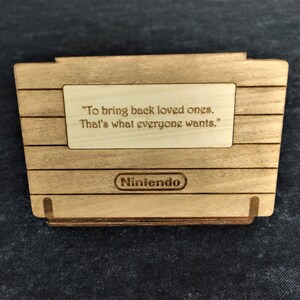 "To bring back loved ones.
That's what everyone wants."
Nintendo